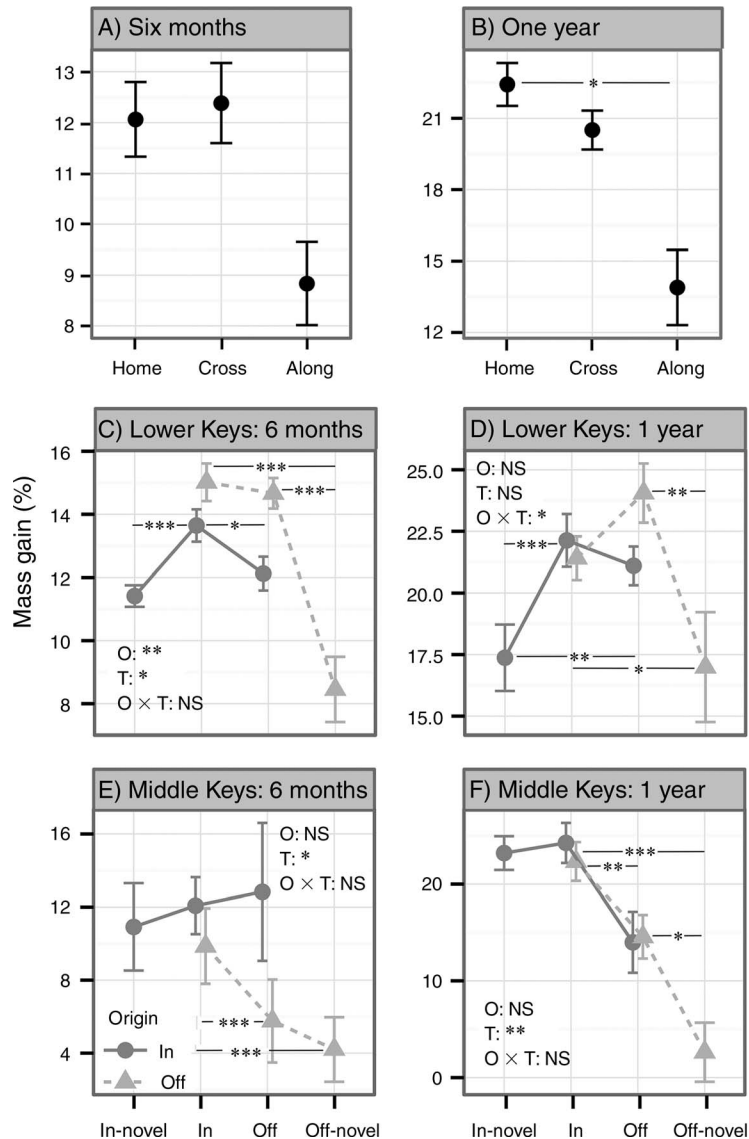 A) Six months
13
12
11
10
9
8
Home Cross Along
B) One year
21
18
15
12
*
Home Cross Along
Mass gain (%)
C) Lower Keys: 6 months
16
14
12
10
8
***
***
*** *
O: **
T: *
O × T: NS
D) Lower Keys: 1 year
25.0
22.5
20.0
17.5
15.0
O: NS
T: NS
O × T: *
**
***
**
*
E) Middle Keys: 6 months
16
12
8
4
O: NS
T: *
O × T: NS
***
***
Origin
In
Off
In-novel In Off Off-novel
F) Middle Keys: 1 year
20
10
0
***
**
*
O: NS
T: **
O × T: NS
In-novel In Off Off-novel